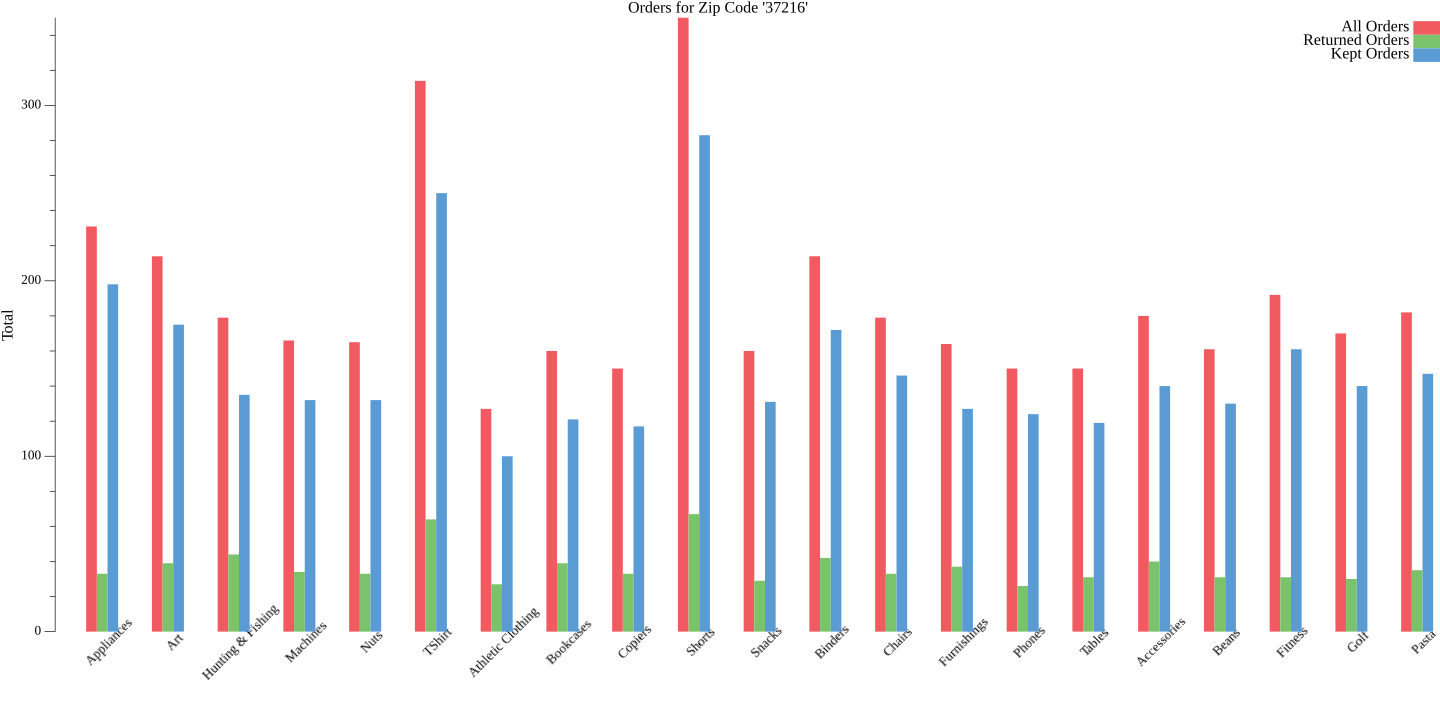 Orders for Zip Code '37216'
All Orders
Returned Orders
Kept Orders
Total
300
200
100
0
Appliances
Art
Hunting & Fishing
Machines
Nuts
TShirt
Athletic Clothing
Bookcases
Copiers
Shorts
Snacks
Binders
Chairs
Furnishings
Phones
Tables
Accessories
Beans
Fitness
Golf
Pasta